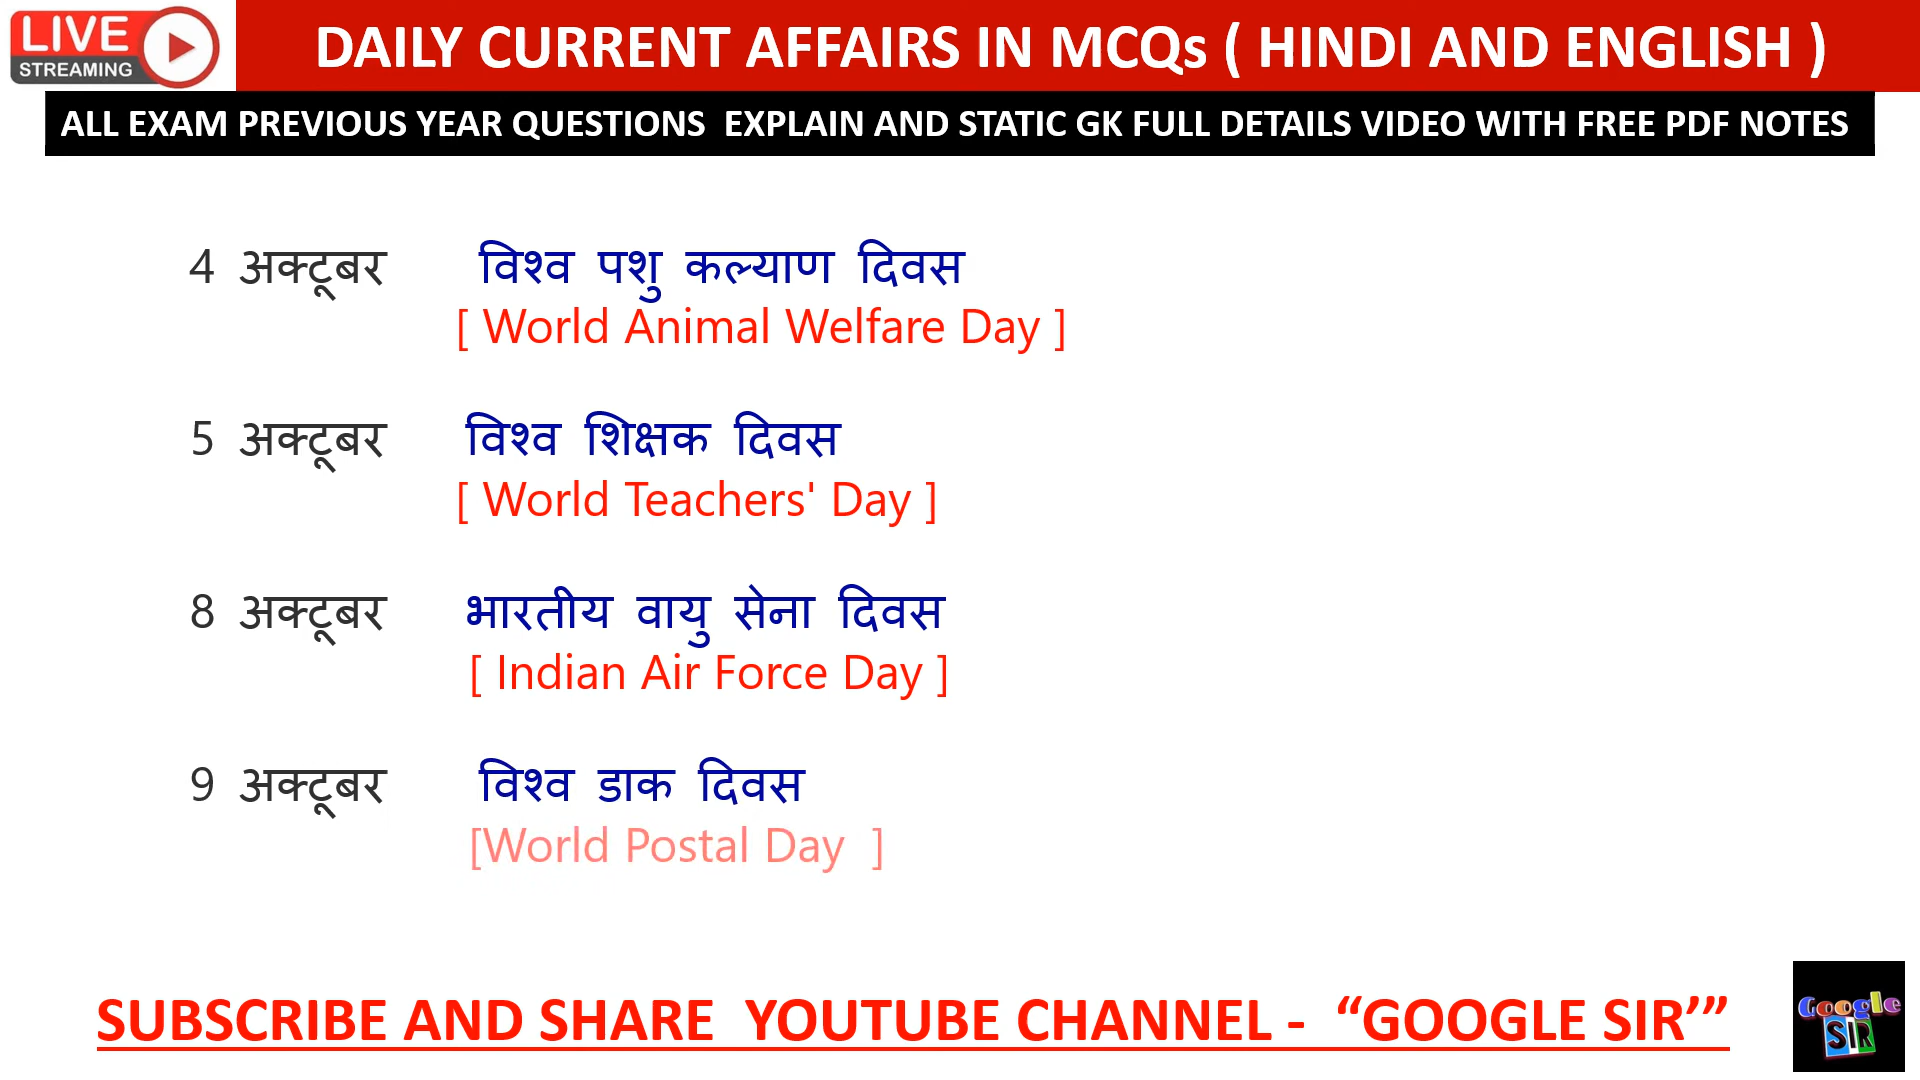 LIVE
STREAMING
DAILY CURRENT AFFAIRS IN MCQs ( HINDI AND ENGLISH )
ALL EXAM PREVIOUS YEAR QUESTIONS EXPLAIN AND STATIC GK FULL DETAILS VIDEO WITH FREE PDF NOTES
4 अक्टूबर विश्व पशु कल्याण दिवस
[ World Animal Welfare Day ]
5 अक्टूबर विश्व शिक्षक दिवस
[ World Teachers' Day ]
8 अक्टूबर भारतीय वायु सेना दिवस
[ Indian Air Force Day ]
9 अक्टूबर विश्व डाक दिवस
[World Postal Day ]
SUBSCRIBE AND SHARE YOUTUBE CHANNEL - “GOOGLE SIR’”
Google
SIR